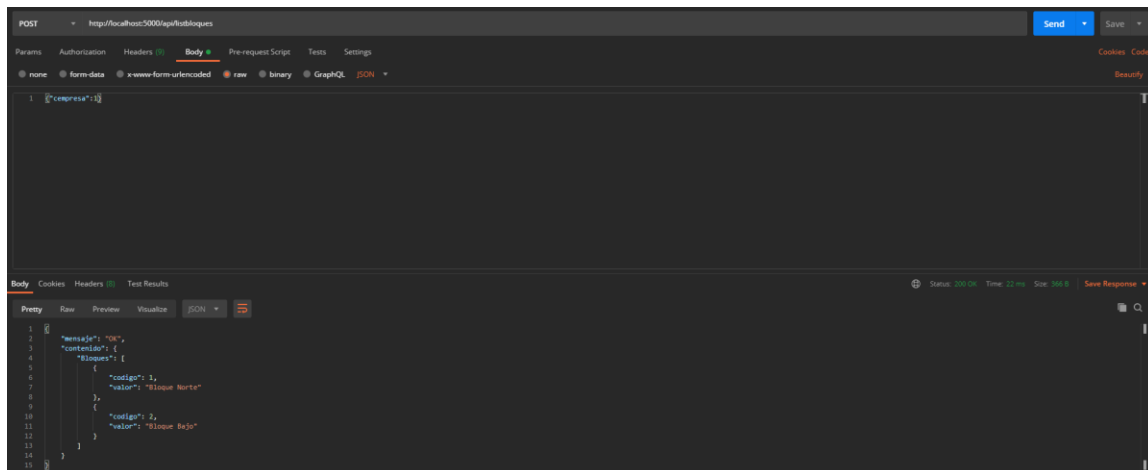 POST http://localhost:5000/api/listbloques Send Save
Params Authorization Headers (9) Body Pre-request Script Tests Settings Cookies Code
none form-data x-www-form-urlencoded raw binary GraphQL JSON Beautify
1 {"cempresa":1}
Body Cookies Headers (8) Test Results Status: 200 OK Time: 22 ms Size: 366 B Save Response
Pretty Raw Preview Visualize JSON
1 {
2 "mensaje": "OK",
3 "contenido": {
4 "Bloques": [
5 {
6 "codigo": 1,
7 "valor": "Bloque Norte"
8 },
9 {
10 "codigo": 2,
11 "valor": "Bloque Bajo"
12 }
13 ]
14 }
15 }